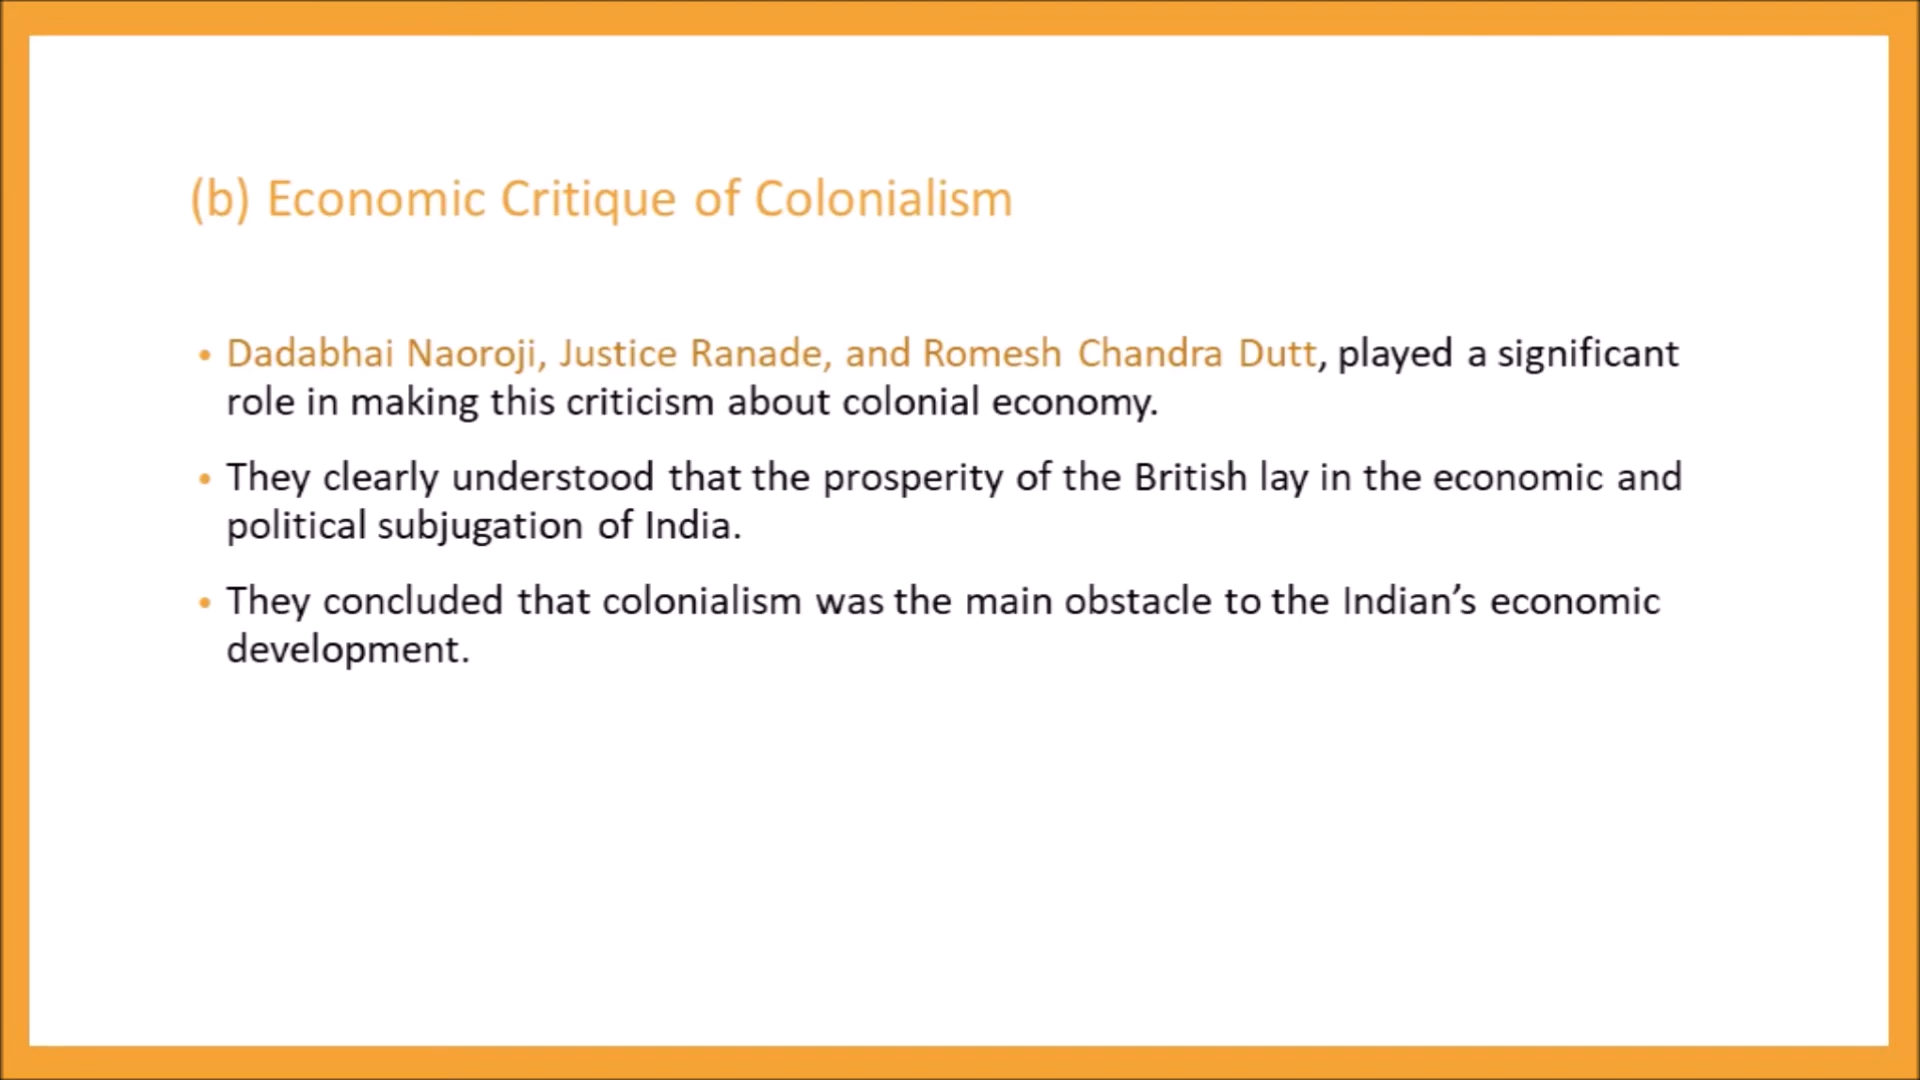 (b) Economic Critique of Colonialism
• Dadabhai Naoroji, Justice Ranade, and Romesh Chandra Dutt, played a significant
role in making this criticism about colonial economy.
• They clearly understood that the prosperity of the British lay in the economic and
political subjugation of India.
• They concluded that colonialism was the main obstacle to the Indian’s economic
development.